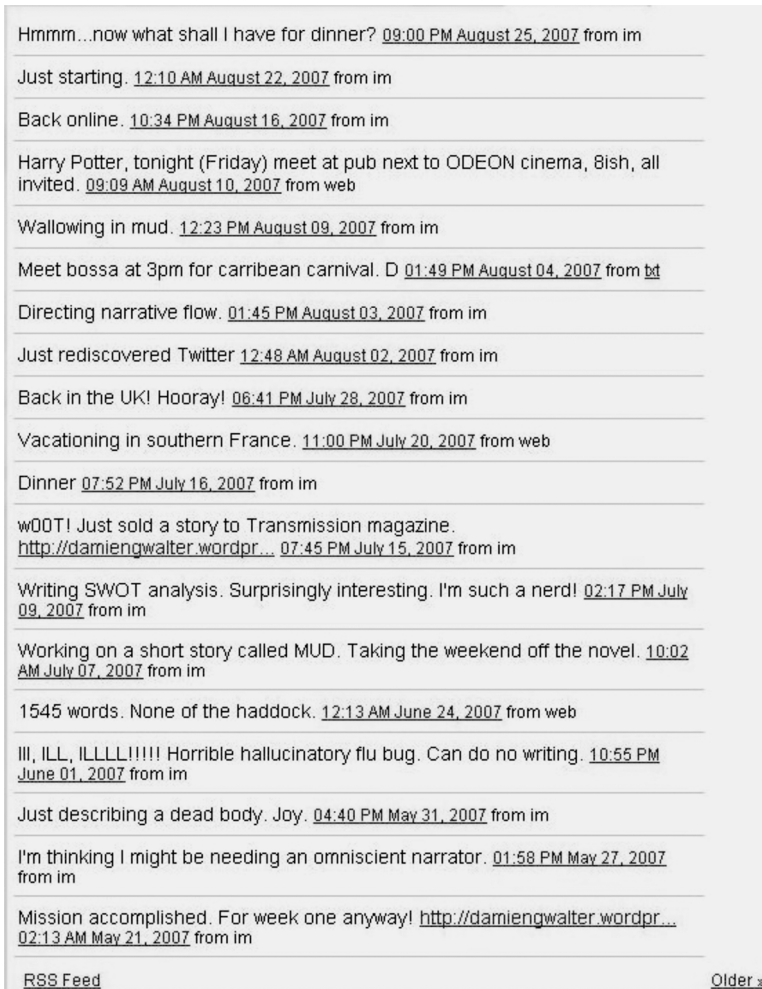 Hmmm...now what shall I have for dinner? 09:00 PM August 25, 2007 from im
Just starting. 12:10 AM August 22, 2007 from im
Back online. 10:34 PM August 16, 2007 from im
Harry Potter, tonight (Friday) meet at pub next to ODEON cinema, 8ish, all
invited. 09:09 AM August 10, 2007 from web
Wallowing in mud. 12:23 PM August 09, 2007 from im
Meet bossa at 3pm for carribean carnival. D 01:49 PM August 04, 2007 from txt
Directing narrative flow. 01:45 PM August 03, 2007 from im
Just rediscovered Twitter 12:48 AM August 02, 2007 from im
Back in the UK! Hooray! 06:41 PM July 28, 2007 from im
Vacationing in southern France. 11:00 PM July 20, 2007 from web
Dinner 07:52 PM July 16, 2007 from im
w00T! Just sold a story to Transmission magazine.
http://damiengwalter.wordpr... 07:45 PM July 15, 2007 from im
Writing SWOT analysis. Surprisingly interesting. I'm such a nerd! 02:17 PM July
09, 2007 from im
Working on a short story called MUD. Taking the weekend off the novel. 10:02
AM July 07, 2007 from im
1545 words. None of the haddock. 12:13 AM June 24, 2007 from web
Ill, ILL, ILLLL!!!!! Horrible hallucinatory flu bug. Can do no writing. 10:55 PM
June 01, 2007 from im
Just describing a dead body. Joy. 04:40 PM May 31, 2007 from im
I'm thinking I might be needing an omniscient narrator. 01:58 PM May 27, 2007
from im
Mission accomplished. For week one anyway! http://damiengwalter.wordpr...
02:13 AM May 21, 2007 from im
RSS Feed Older »